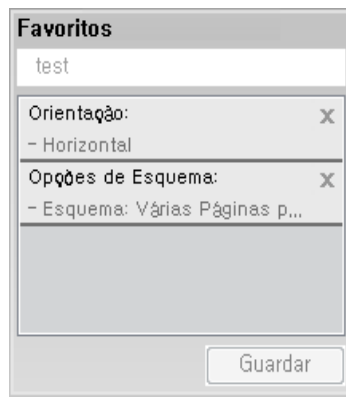 Favoritos
test
Orientação:
X
- Horizontal
Opções de Esquema:
X
- Esquema: Várias Páginas p...
Guardar